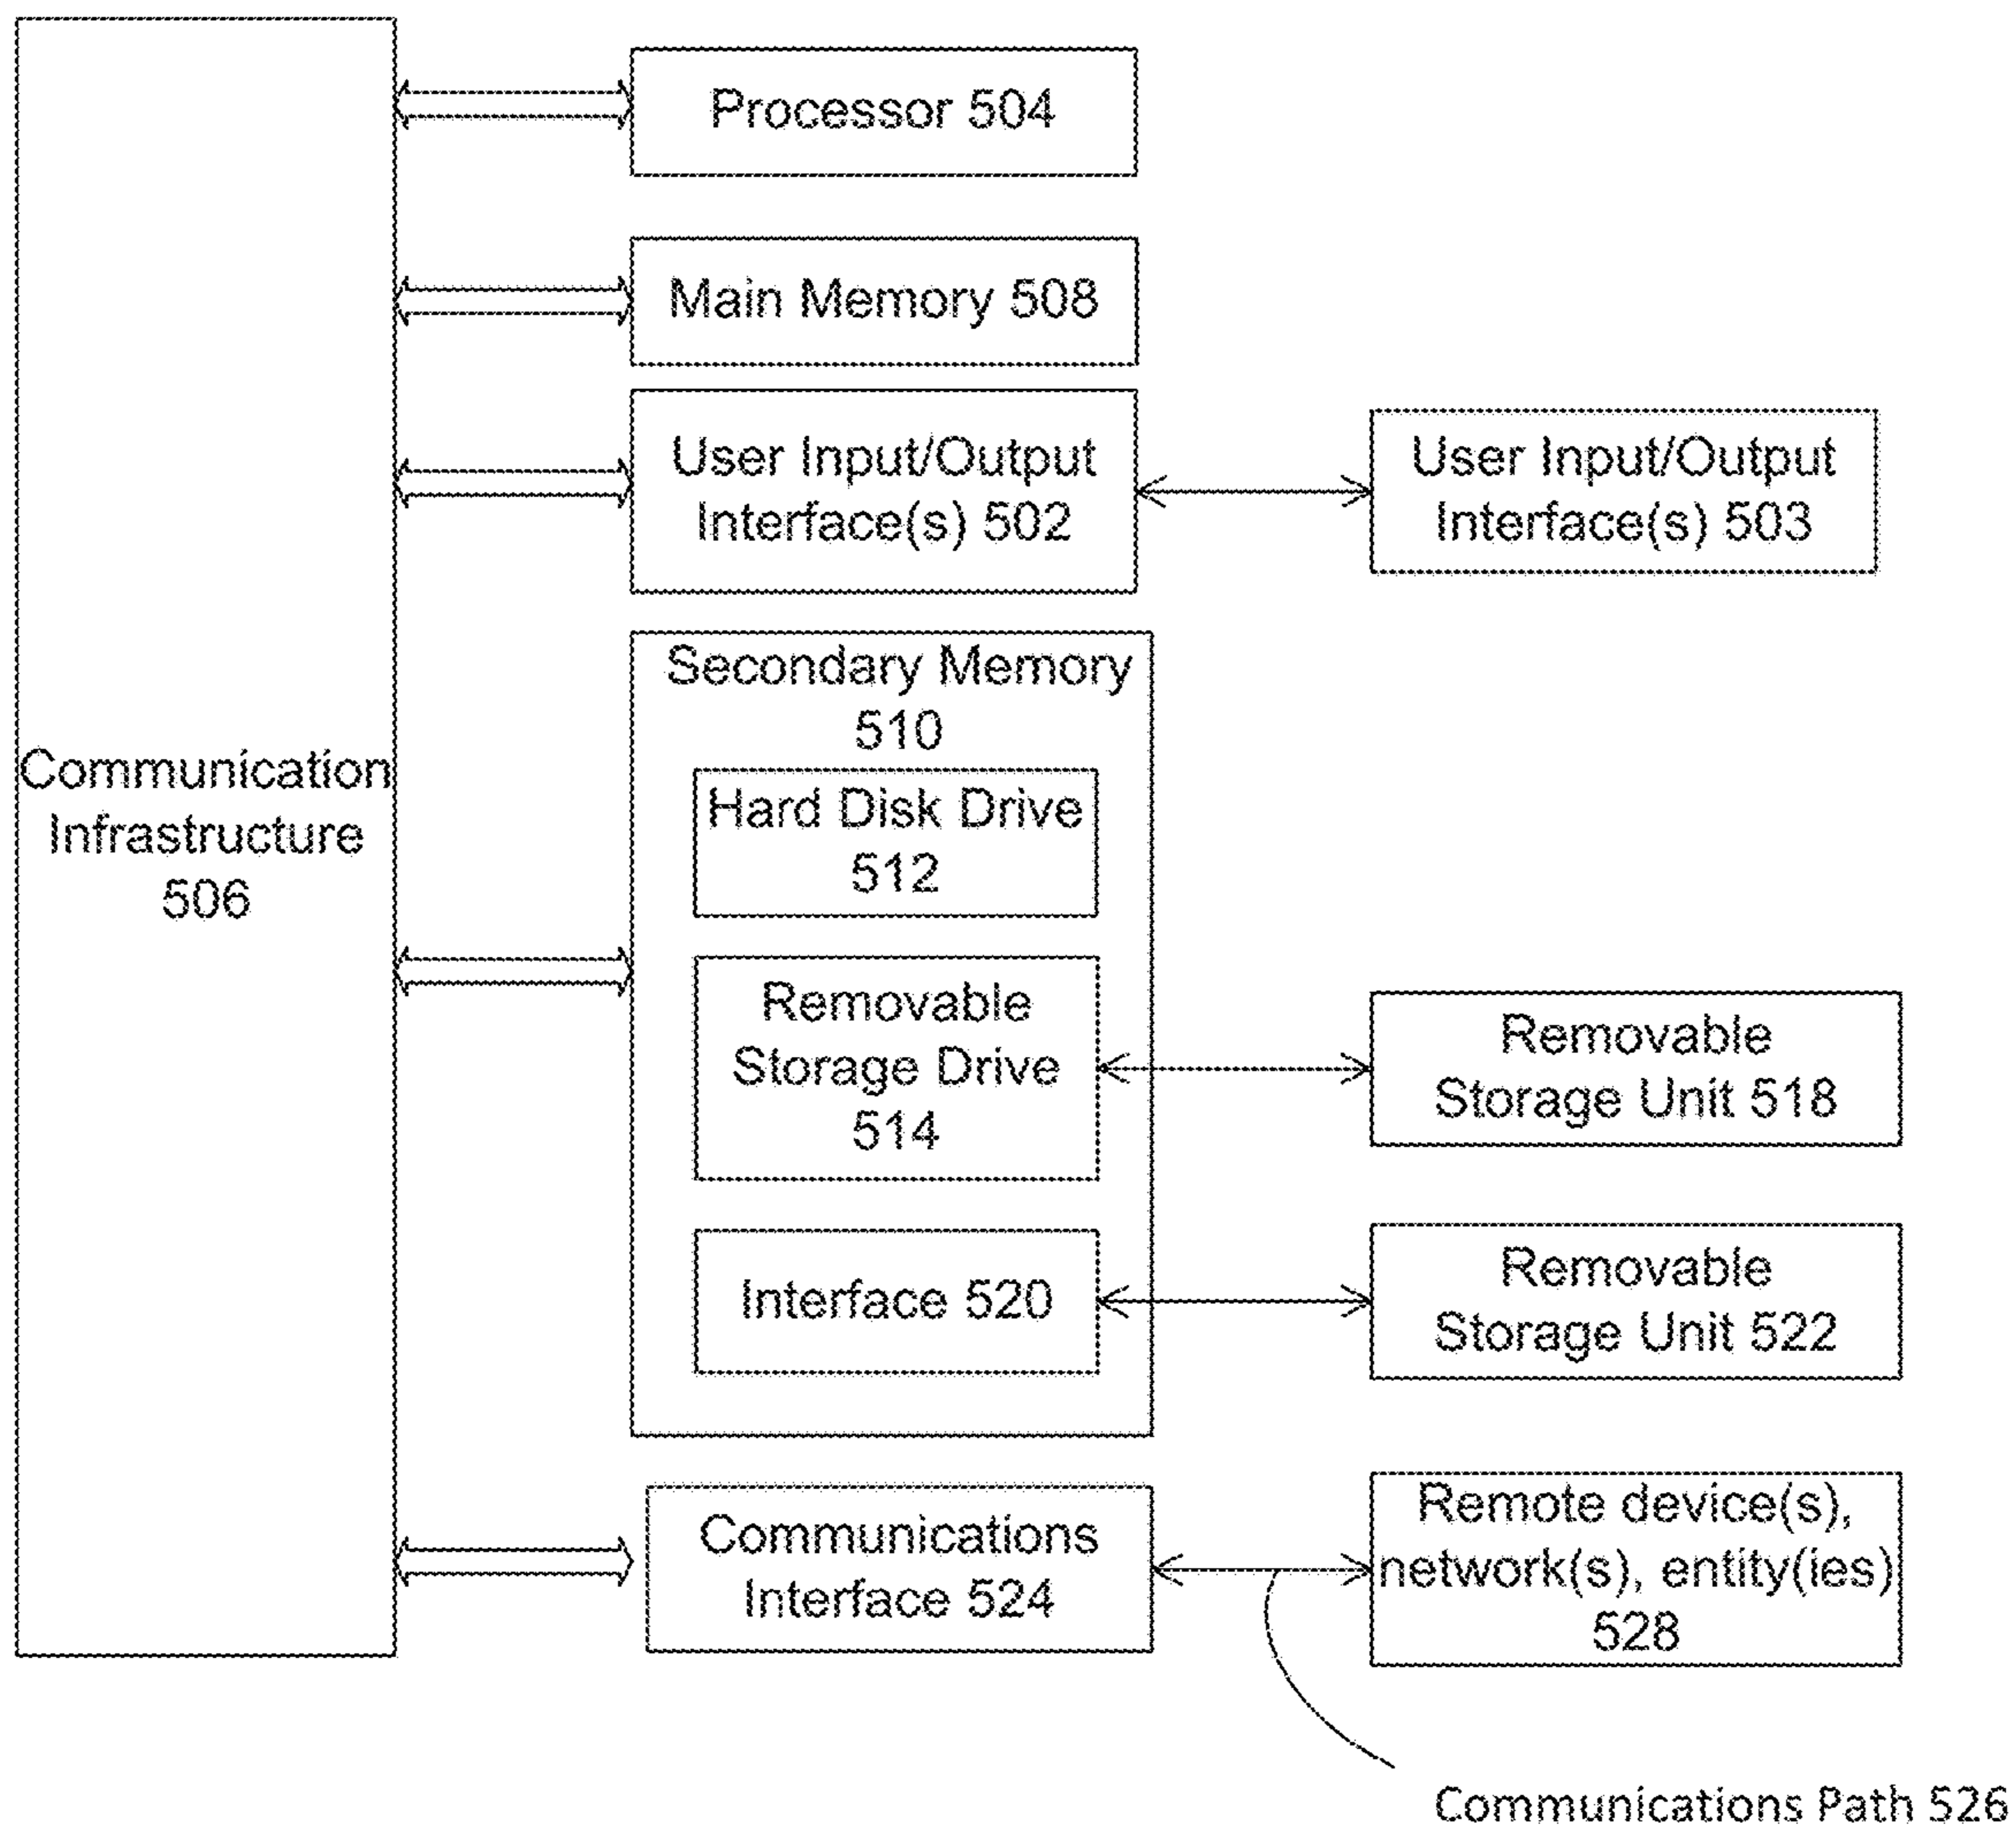 Processor 504
Main Memory 508
User Input/Output
Interface(s) 502
User Input/Output
Interface(s) 503
Communication
Infrastructure
506
Secondary Memory
510
Hard Disk Drive
512
Removable
Storage Drive
514
Removable
Storage Unit 518
Interface 520
Removable
Storage Unit 522
Communications
Interface 524
Remote device(s),
network(s), entity(ies)
528
Communications Path 526